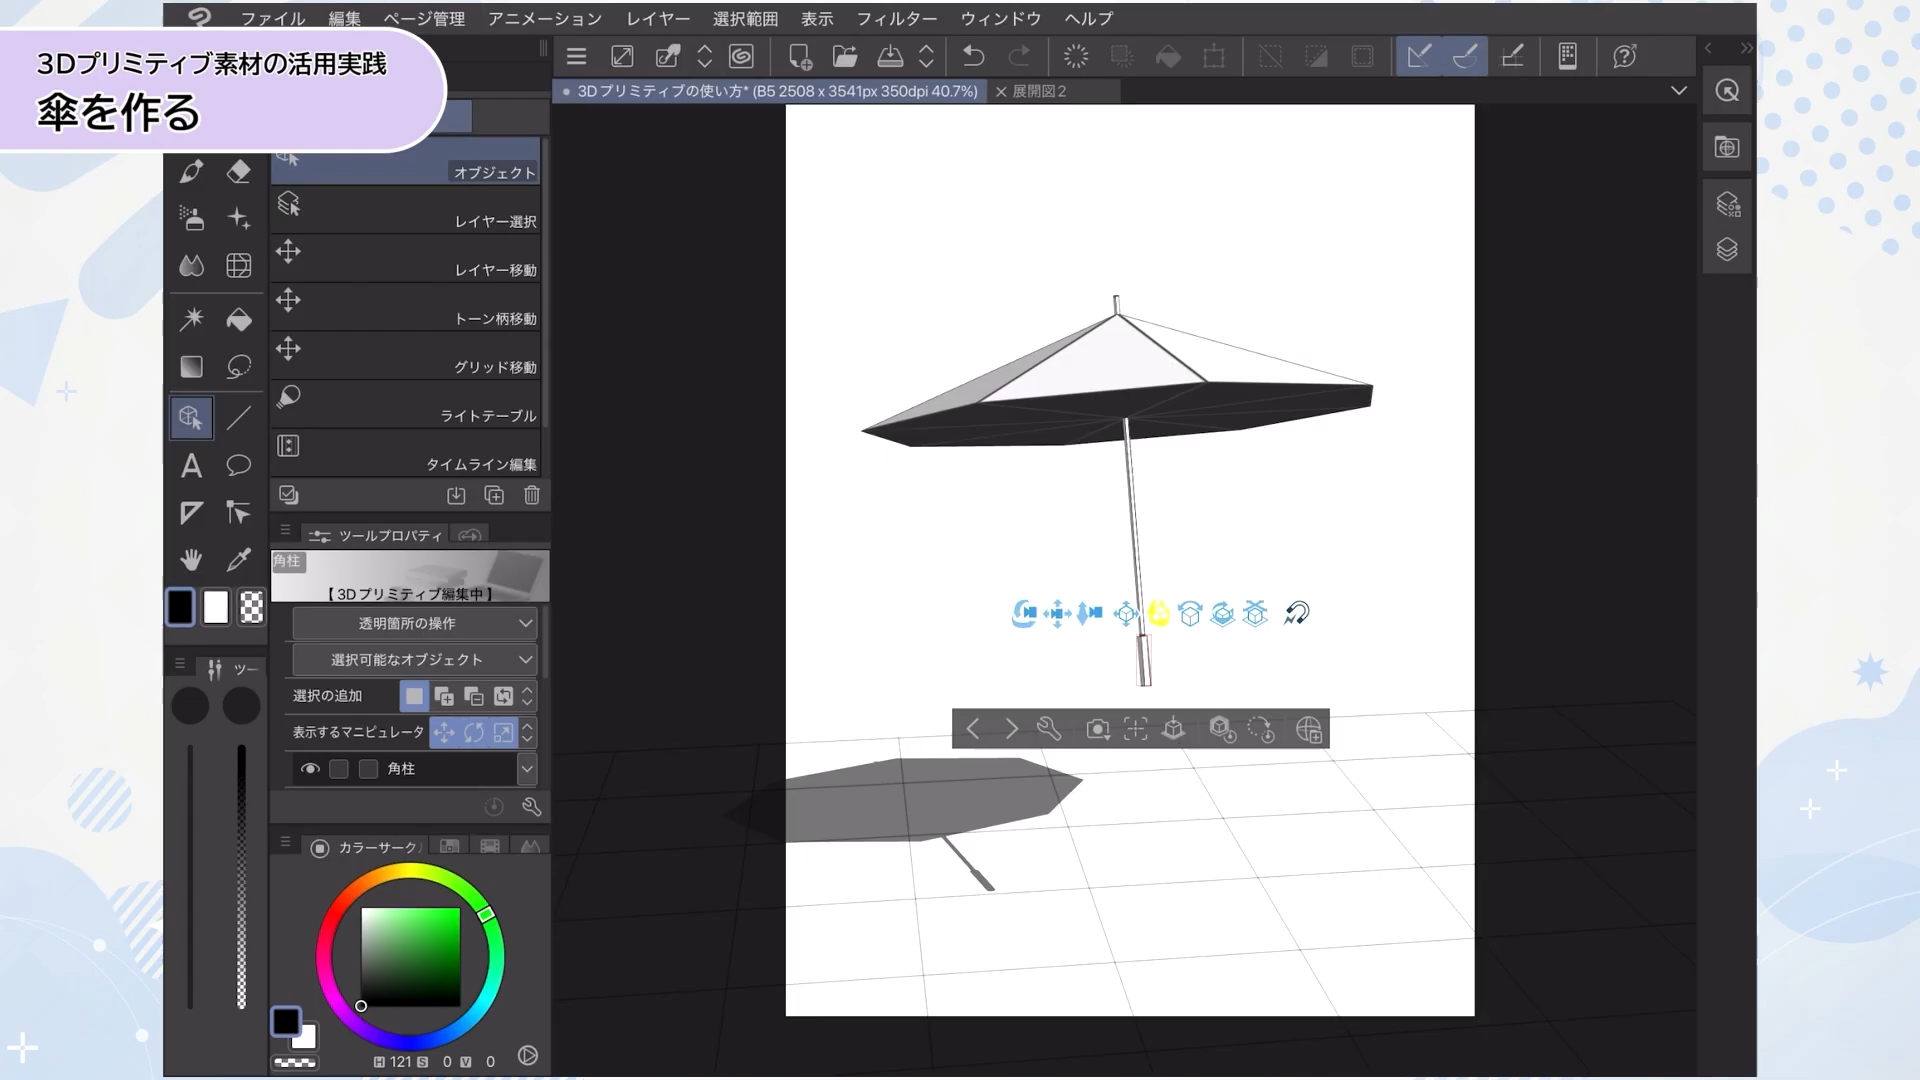 ファイル 編集 ページ管理 アニメーション レイヤー 選択範囲 表示 フィルター ウィンドウ ヘルプ
3Dプリミティブ素材の活用実践
傘を作る
3Dプリミティブの使い方* (B5 2508 x 3541px 350dpi 40.7%)
展開図2
オブジェクト
レイヤー選択
レイヤー移動
トーン柄移動
グリッド移動
ライトテーブル
タイムライン編集
ツールプロパティ
角柱
【 3Dプリミティブ編集中 】
透明箇所の操作
選択可能なオブジェクト
選択の追加
表示するマニピュレータ
角柱
ツー
カラーサーク
H 121 S 0 V 0